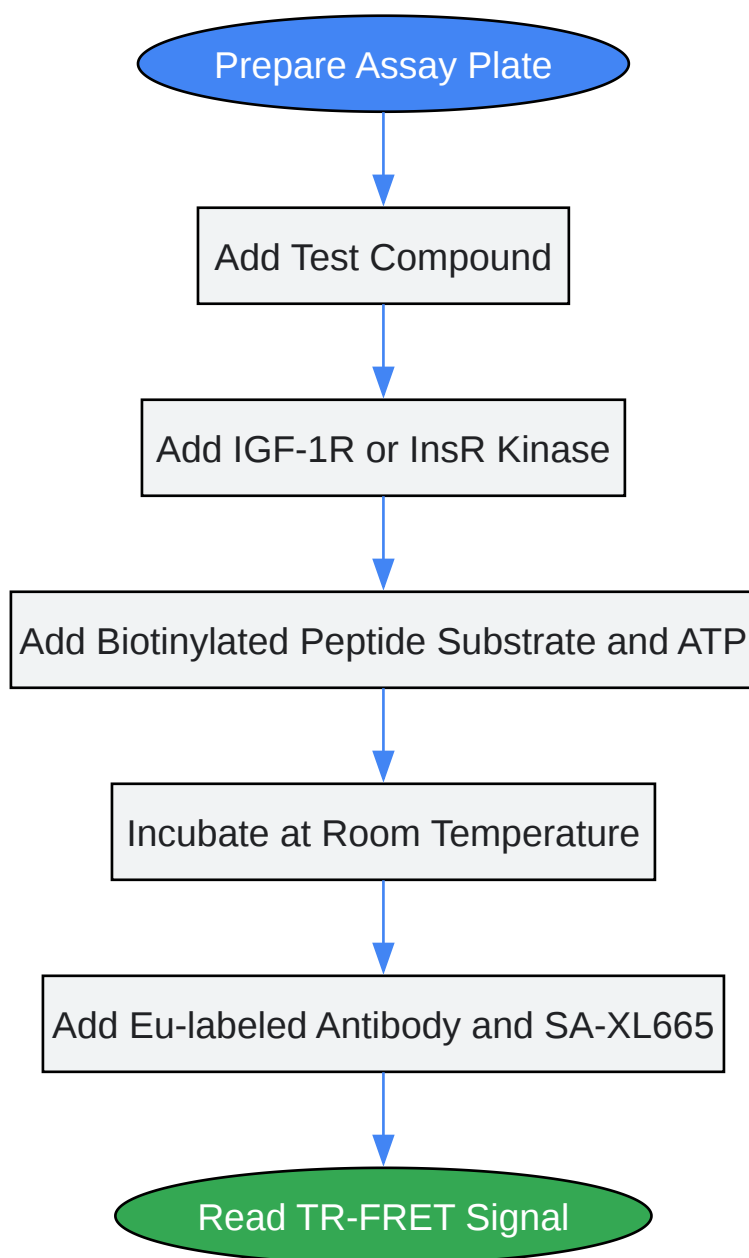 Prepare Assay Plate
Add Test Compound
Add IGF-1R or InsR Kinase
Add Biotinylated Peptide Substrate and ATP
Incubate at Room Temperature
Add Eu-labeled Antibody and SA-XL665
Read TR-FRET Signal